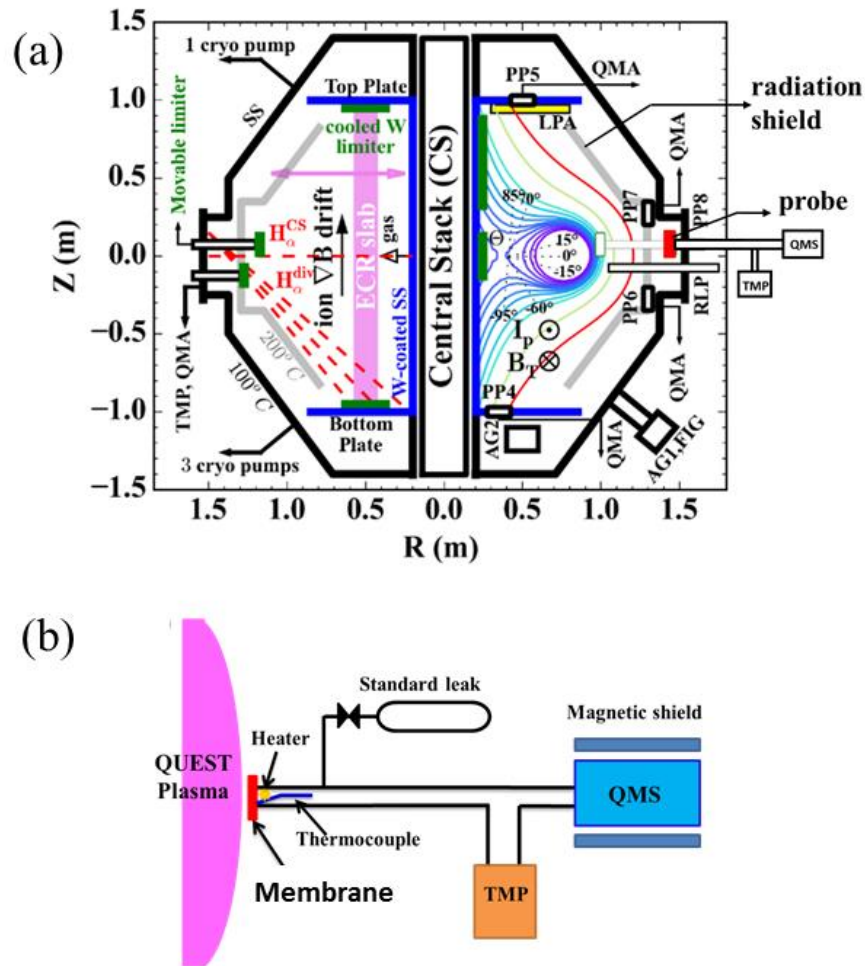 (a)
1.5
1.0
0.5
0.0
−0.5
−1.0
−1.5
Z (m)
1.5
1.0
0.5
0.0
0.5
1.0
1.5
R (m)
1 cryo pump
SS
Top Plate
cooled W
limiter
Movable limiter
H_α^CS
H_α^div
ion ▽ B drift
ECR slab
gas
W-coated SS
200° C
100° C
TMP, QMA
3 cryo pumps
Bottom
Plate
Central Stack (CS)
PP5
QMA
LPA
radiation
shield
QMA
PP7
PP8
probe
QMS
TMP
85°
70°
Θ
15°
0°
-15°
-60°
-95°
I_p
B_T
PP6
RLP
QMA
PP4
AG2
QMA
AG1,FIG
(b)
Standard leak
Magnetic shield
Heater
QUEST
Plasma
QMS
Thermocouple
Membrane
TMP